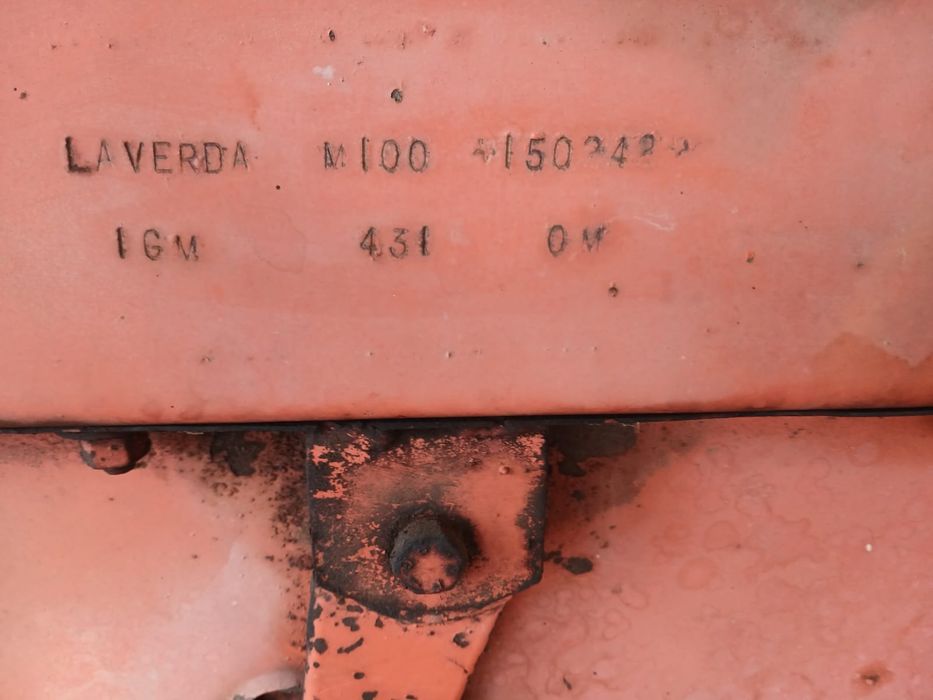 LAVERDA M100
IGM 431 OM